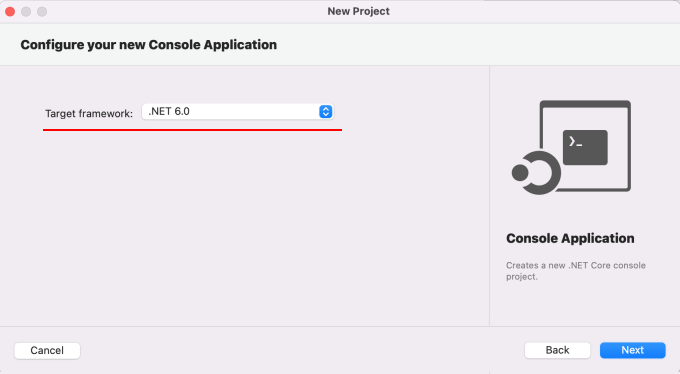 New Project
Configure your new Console Application
Target framework: .NET 6.0
❯_
Console Application
Creates a new .NET Core console
project.
Cancel
Back
Next